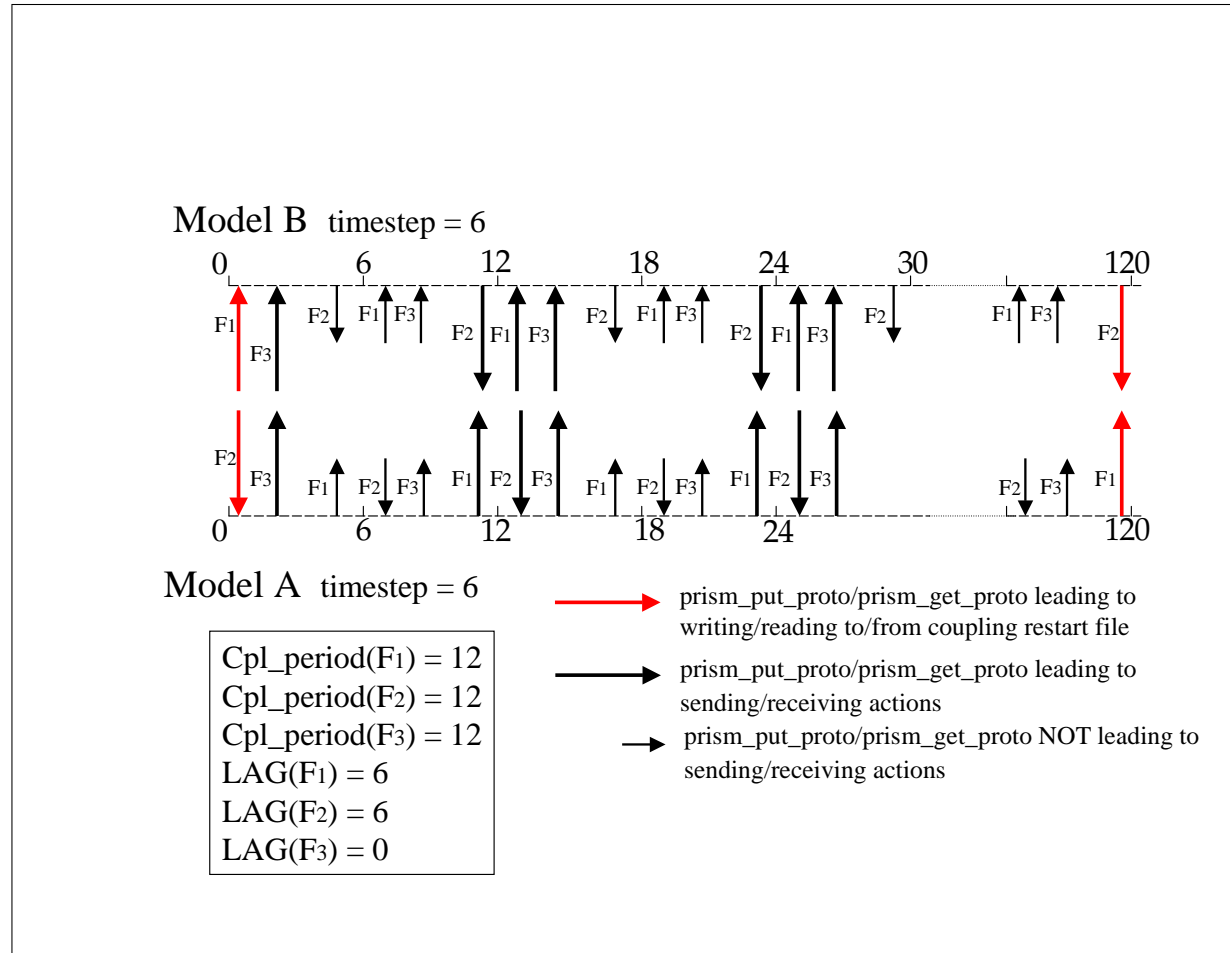 Model B timestep = 6
0 6 12 18 24 30 120
F1 F3 F2 F1 F3 F2 F1 F3 F2 F1 F3 F2 F1 F3 F2 F1 F3 F2
F2 F3 F1 F2 F3 F1 F2 F3 F1 F2 F3 F1 F2 F3 F2 F3 F1
0 6 12 18 24 120
Model A timestep = 6
prism_put_proto/prism_get_proto leading to
writing/reading to/from coupling restart file
prism_put_proto/prism_get_proto leading to
sending/receiving actions
prism_put_proto/prism_get_proto NOT leading to
sending/receiving actions
Cpl_period(F1) = 12
Cpl_period(F2) = 12
Cpl_period(F3) = 12
LAG(F1) = 6
LAG(F2) = 6
LAG(F3) = 0